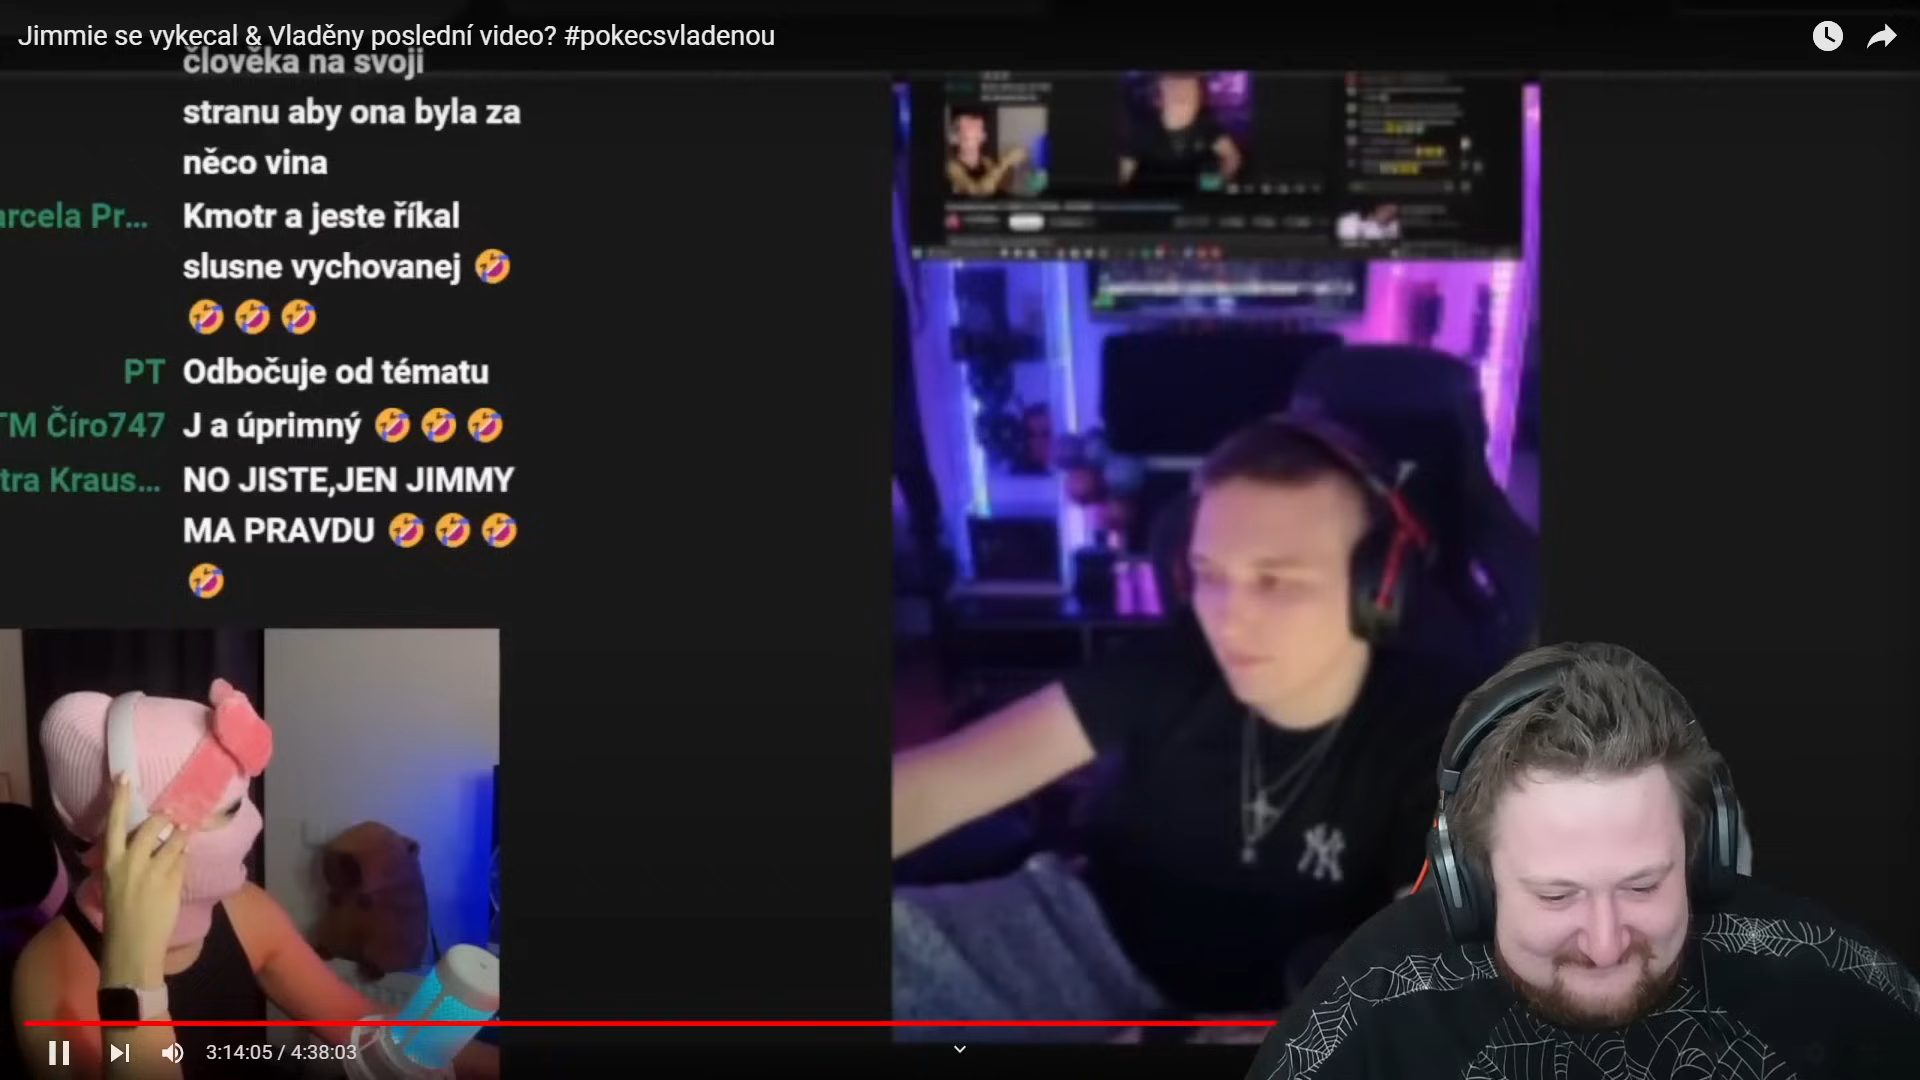 Jimmie se vykecal & Vladěny poslední video? #pokecsvladenou
člověka na svoji
stranu aby ona byla za
něco vina
arcela Pr...
Kmotr a jeste říkal
slusne vychovanej 🤣
🤣 🤣 🤣
PT
Odbočuje od tématu
TM Číro747
J a úprimný 🤣 🤣 🤣
tra Kraus...
NO JISTE,JEN JIMMY
MA PRAVDU 🤣 🤣 🤣
🤣
NY
3:14:05 / 4:38:03